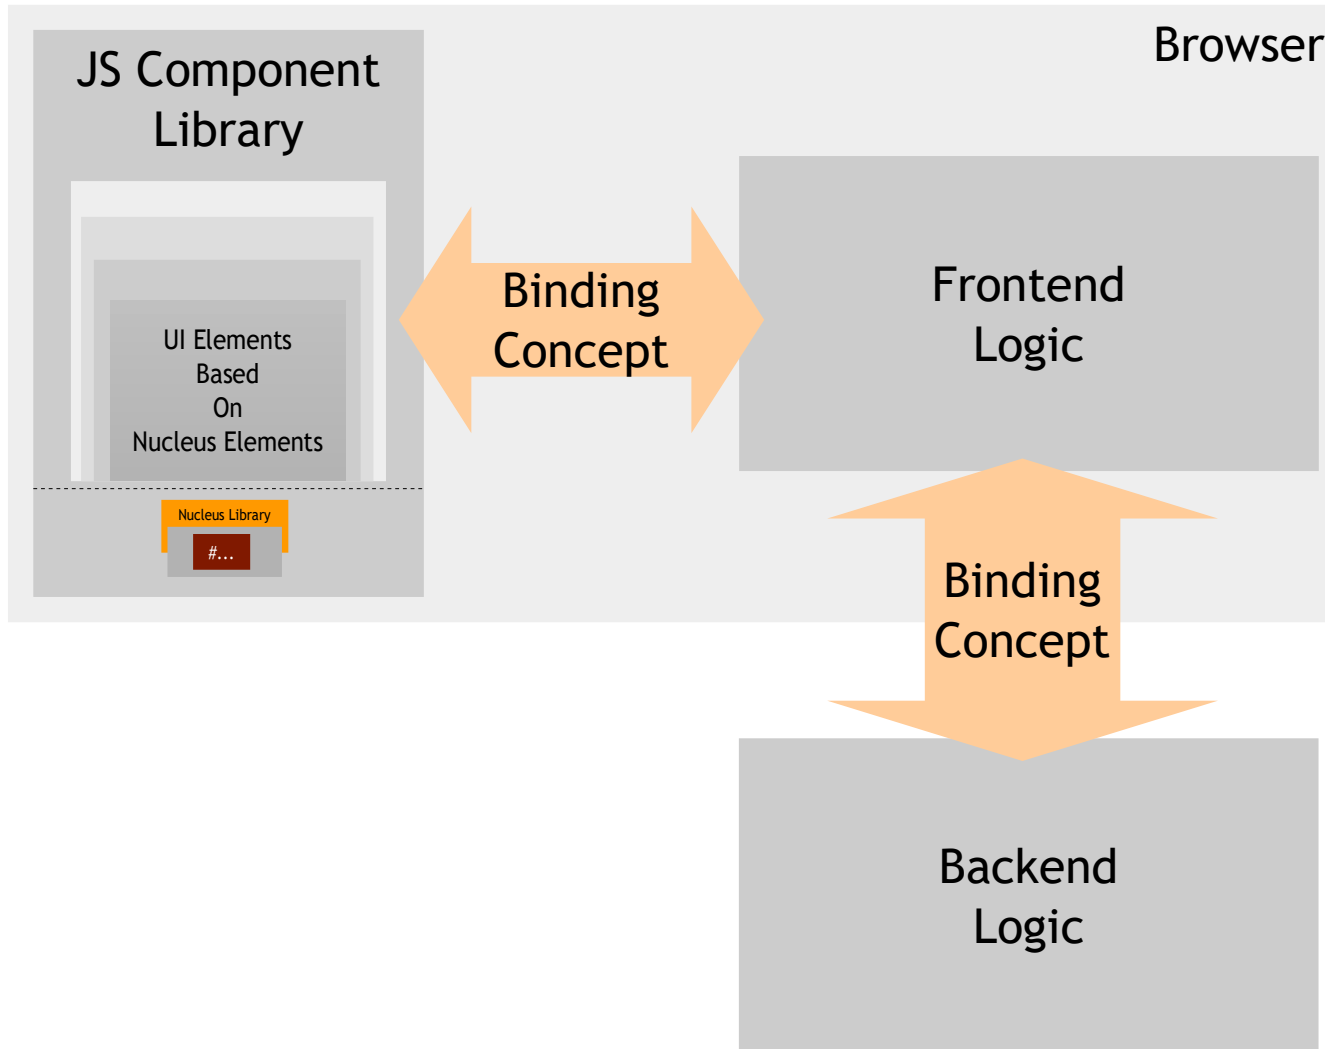 Browser
JS Component
Library
UI Elements
Based
On
Nucleus Elements
Nucleus Library
#...
Binding
Concept
Frontend
Logic
Binding
Concept
Backend
Logic